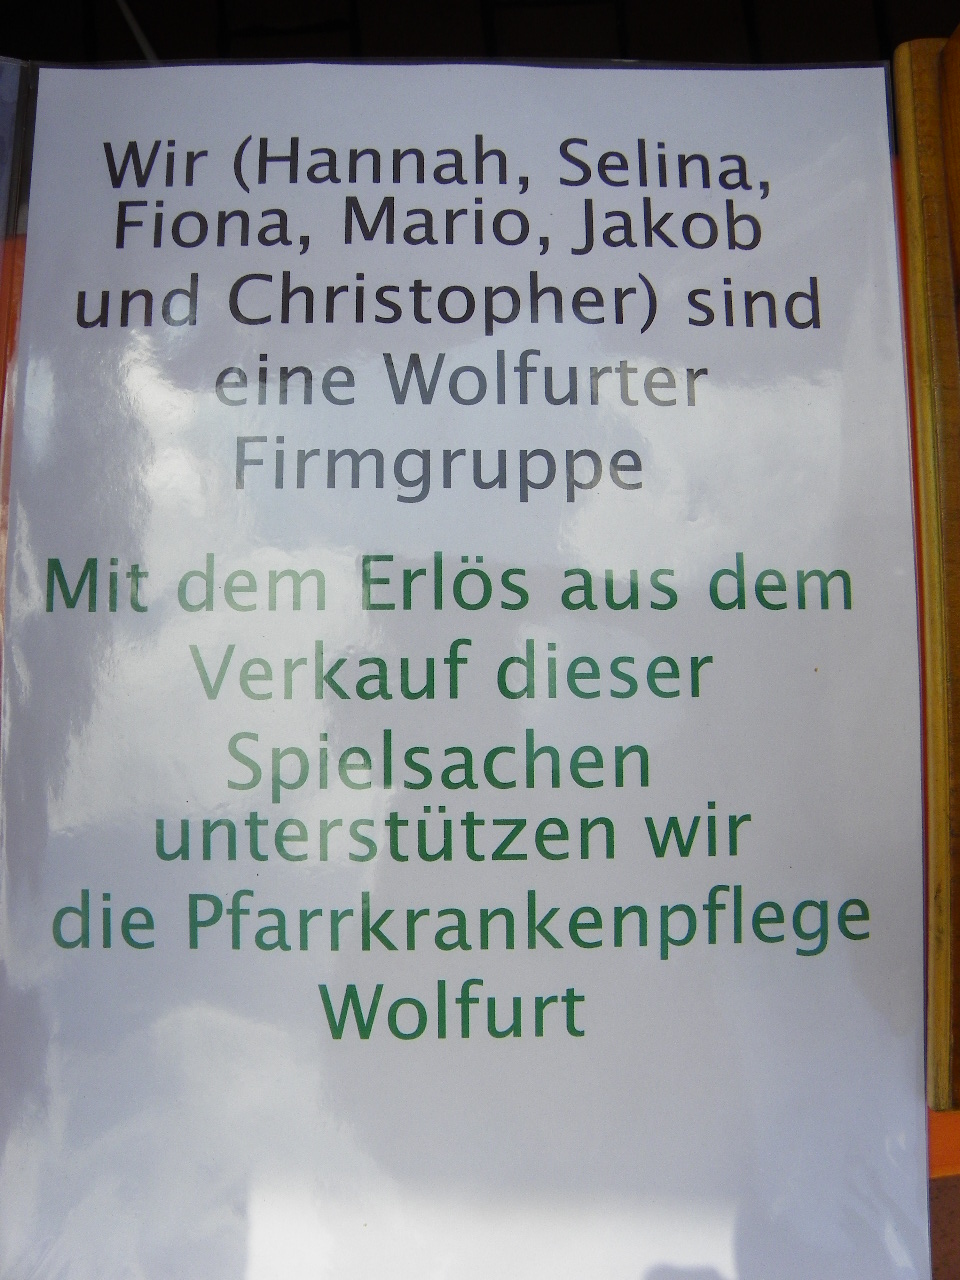 Wir (Hannah, Selina,
Fiona, Mario, Jakob
und Christopher) sind
eine Wolfurter
Firmgruppe
Mit dem Erlös aus dem
Verkauf dieser
Spielsachen
unterstützen wir
die Pfarrkrankenpflege
Wolfurt